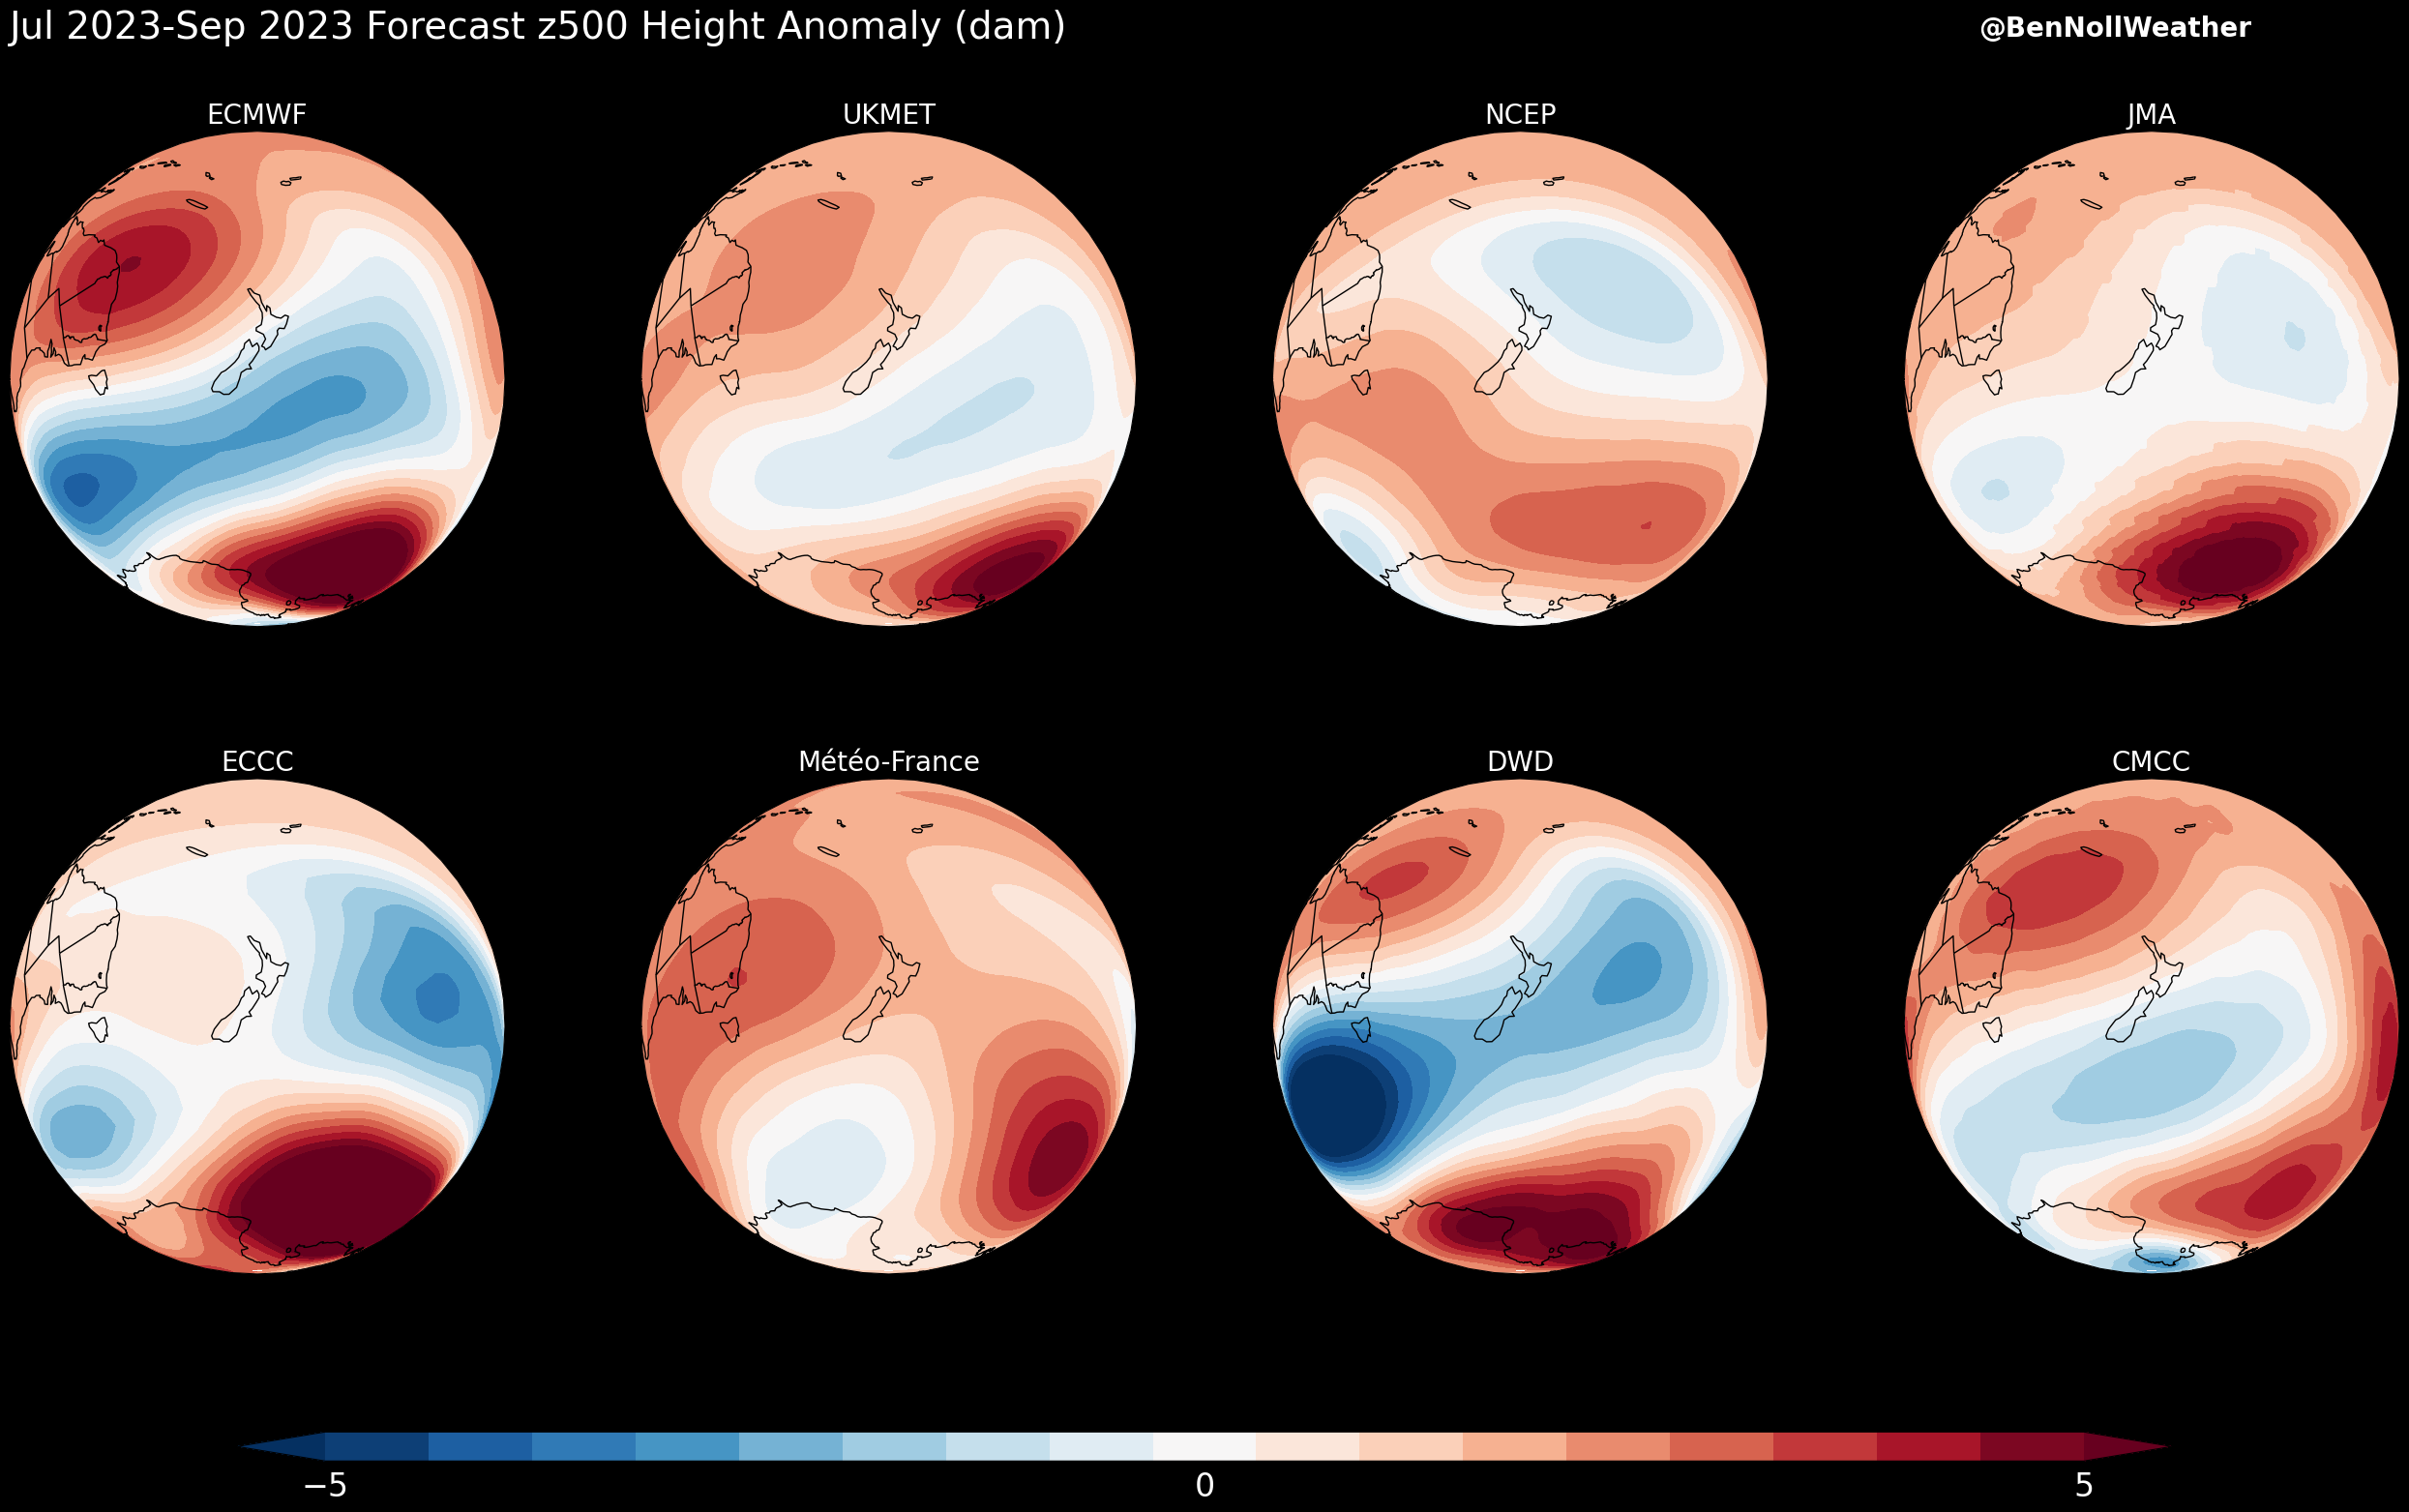 Jul 2023-Sep 2023 Forecast z500 Height Anomaly (dam)
@BenNollWeather
ECMWF
UKMET
NCEP
JMA
ECCC
Météo-France
DWD
CMCC
−5
0
5